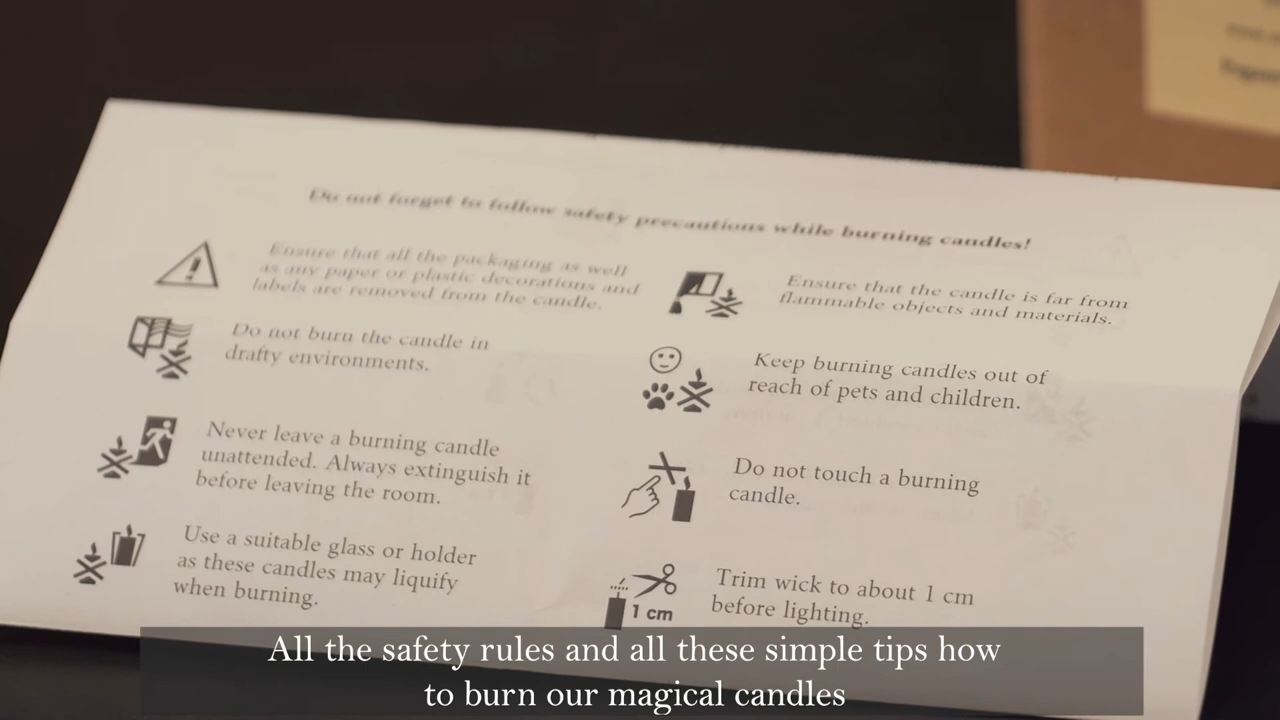 Do not forget to follow safety precautions while burning candles!
Ensure that all the packaging as well
as any paper or plastic decorations and
labels are removed from the candle.
Do not burn the candle in
drafty environments.
Never leave a burning candle
unattended. Always extinguish it
before leaving the room.
Use a suitable glass or holder
as these candles may liquify
when burning.
Ensure that the candle is far from
flammable objects and materials.
Keep burning candles out of
reach of pets and children.
Do not touch a burning
candle.
1 cm
Trim wick to about 1 cm
before lighting.
All the safety rules and all these simple tips how
to burn our magical candles